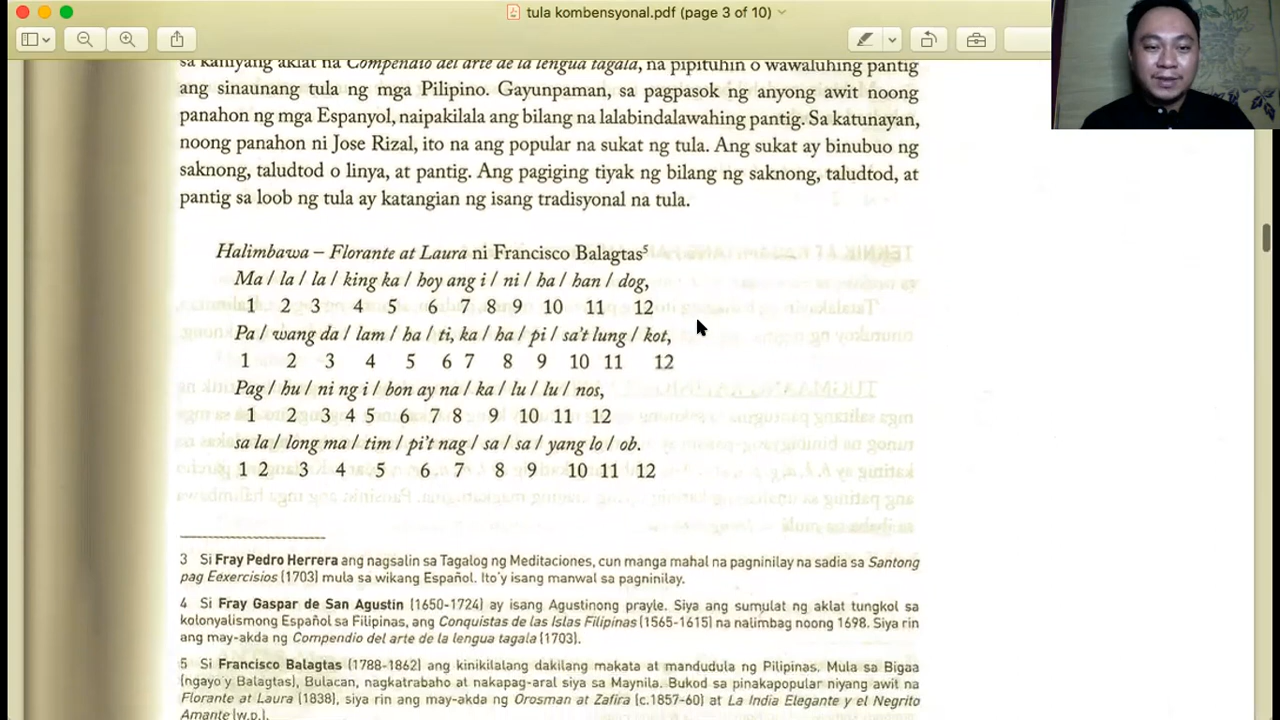 tula kombensyonal.pdf (page 3 of 10)
sa kaniyang aklat na Compendio del arte de la lengua tagala, na pipituhin o wawaluhing pantig
ang sinaunang tula ng mga Pilipino. Gayunpaman, sa pagpasok ng anyong awit noong
panahon ng mga Espanyol, naipakilala ang bilang na lalabindalawahing pantig. Sa katunayan,
noong panahon ni Jose Rizal, ito na ang popular na sukat ng tula. Ang sukat ay binubuo ng
saknong, taludtod o linya, at pantig. Ang pagiging tiyak ng bilang ng saknong, taludtod, at
pantig sa loob ng tula ay katangian ng isang tradisyonal na tula.
Halimbawa – Florante at Laura ni Francisco Balagtas5
Ma / la / la / king ka / hoy ang i / ni / ha / han / dog,
1 2 3 4 5 6 7 8 9 10 11 12
Pa / wang da / lam / ha / ti, ka / ha / pi / sa't lung / kot,
1 2 3 4 5 6 7 8 9 10 11 12
Pag / hu / ni ng i / bon ay na / ka / lu / lu / nos,
1 2 3 4 5 6 7 8 9 10 11 12
sa la / long ma / tim / pi't nag / sa / sa / yang lo / ob.
1 2 3 4 5 6 7 8 9 10 11 12
3 Si Fray Pedro Herrera ang nagsalin sa Tagalog ng Meditaciones, cun manga mahal na pagninilay na sadia sa Santong
pag Eexercisios (1703) mula sa wikang Español. Ito'y isang manwal sa pagninilay.
4 Si Fray Gaspar de San Agustin (1650-1724) ay isang Agustinong prayle. Siya ang sumulat ng aklat tungkol sa
kolonyalismong Español sa Filipinas, ang Conquistas de las Islas Filipinas (1565-1615) na nalimbag noong 1698. Siya rin
ang may-akda ng Compendio del arte de la lengua tagala (1703).
5 Si Francisco Balagtas (1788-1862) ang kinikilalang dakilang makata at mandudula ng Pilipinas. Mula sa Bigaa
(ngayo'y Balagtas), Bulacan, nagkatrabaho at nakapag-aral siya sa Maynila. Bukod sa pinakapopular niyang awit na
Florante at Laura (1838), siya rin ang may-akda ng Orosman at Zafira (c.1857-60) at La India Elegante y el Negrito
Amante (w.p.).